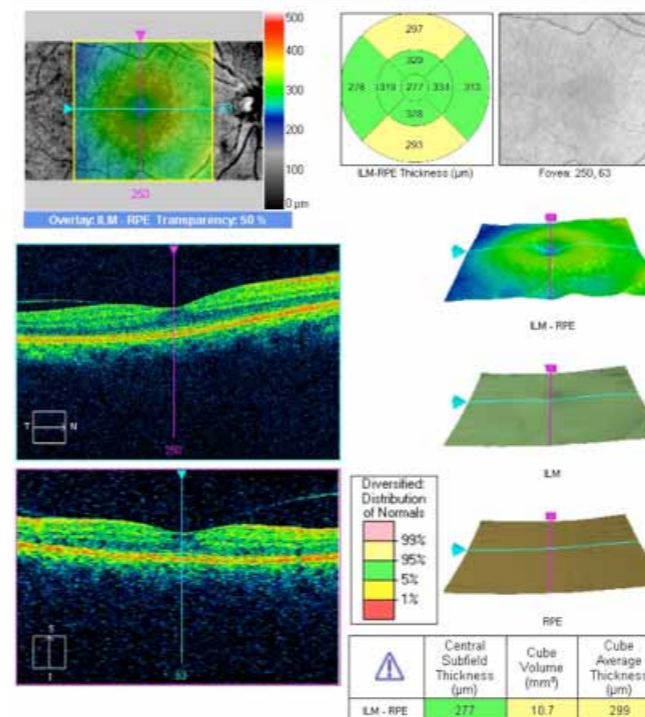 500
400
300
200
100
0 µm
250
Overlay: ILM - RPE Transparency: 50 %
297
329
276 319 277 334 313
328
293
ILM-RPE Thickness (µm)
Fovea: 250, 63
ILM - RPE
T N
250
ILM
Diversified:
Distribution
of Normals
99%
95%
5%
1%
RPE
S
I
63
Central Subfield Thickness (µm)
Cube Volume (mm³)
Cube Average Thickness (µm)
ILM - RPE 277 10.7 299